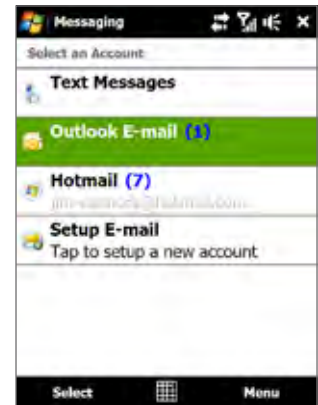 Messaging
Select an Account
Text Messages
Outlook E-mail (1)
Hotmail (7)
Setup E-mail
Tap to setup a new account
Select
Menu